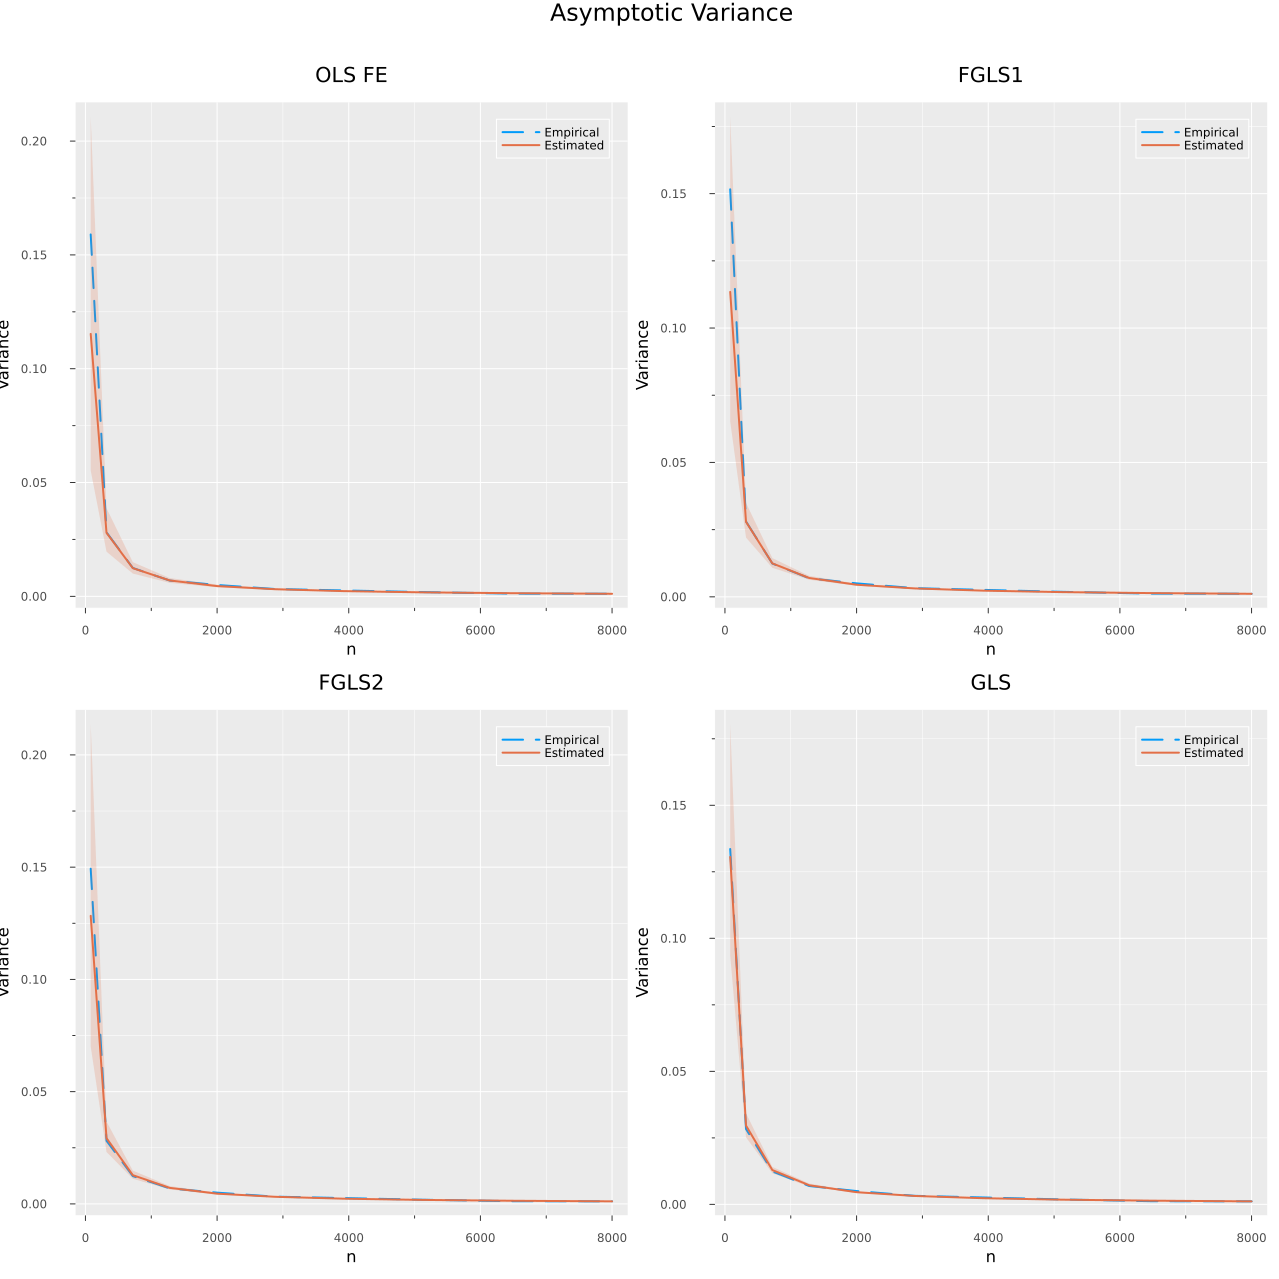 Asymptotic Variance
OLS FE
Variance
0.20
0.15
0.10
0.05
0.00
Empirical
Estimated
0 2000 4000 6000 8000
n
FGLS1
Variance
0.15
0.10
0.05
0.00
Empirical
Estimated
0 2000 4000 6000 8000
n
FGLS2
Variance
0.20
0.15
0.10
0.05
0.00
Empirical
Estimated
0 2000 4000 6000 8000
n
GLS
Variance
0.15
0.10
0.05
0.00
Empirical
Estimated
0 2000 4000 6000 8000
n